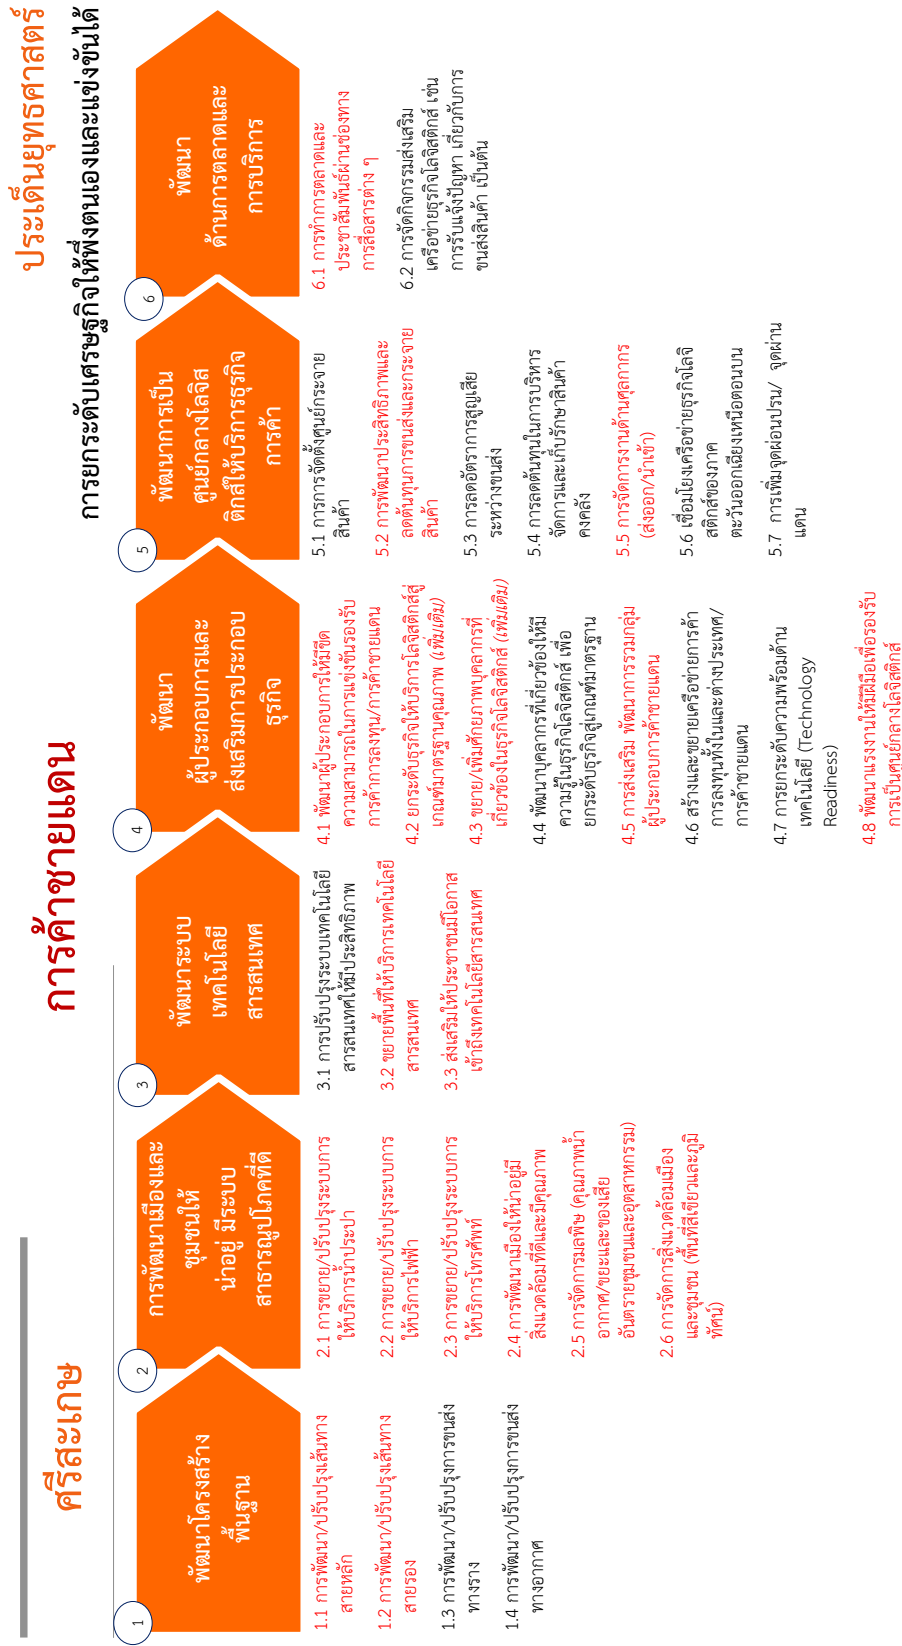 ศรีสะเกษ
การค้าชายแดน
ประเด็นยุทธศาสตร์
การยกระดับเศรษฐกิจให้พึ่งตนเองและแข่งขันได้
1
พัฒนาโครงสร้าง
พื้นฐาน
1.1 การพัฒนา/ปรับปรุงเส้นทาง
สายหลัก
1.2 การพัฒนา/ปรับปรุงเส้นทาง
สายรอง
1.3 การพัฒนา/ปรับปรุงการขนส่ง
ทางราง
1.4 การพัฒนา/ปรับปรุงการขนส่ง
ทางอากาศ
2
การพัฒนาเมืองและ
ชุมชนให้
น่าอยู่ มีระบบ
สาธารณูปโภคที่ดี
2.1 การขยาย/ปรับปรุงระบบการ
ให้บริการน้ำประปา
2.2 การขยาย/ปรับปรุงระบบการ
ให้บริการไฟฟ้า
2.3 การขยาย/ปรับปรุงระบบการ
ให้บริการโทรศัพท์
2.4 การพัฒนาเมืองให้น่าอยู่มี
สิ่งแวดล้อมที่ดีและมีคุณภาพ
2.5 การจัดการมลพิษ (คุณภาพน้ำ
อากาศ/ขยะและของเสีย
อันตรายชุมชนและอุตสาหกรรม)
2.6 การจัดการสิ่งแวดล้อมเมือง
และชุมชน (พื้นที่สีเขียวและภูมิ
ทัศน์)
3
พัฒนาระบบ
เทคโนโลยี
สารสนเทศ
3.1 การปรับปรุงระบบเทคโนโลยี
สารสนเทศให้มีประสิทธิภาพ
3.2 ขยายพื้นที่ให้บริการเทคโนโลยี
สารสนเทศ
3.3 ส่งเสริมให้ประชาชนมีโอกาส
เข้าถึงเทคโนโลยีสารสนเทศ
4
พัฒนา
ผู้ประกอบการและ
ส่งเสริมการประกอบ
ธุรกิจ
4.1 พัฒนาผู้ประกอบการให้มีขีด
ความสามารถในการแข่งขันรองรับ
การค้าการลงทุน/การค้าชายแดน
4.2 ยกระดับธุรกิจให้บริการโลจิสติกส์สู่
เกณฑ์มาตรฐานคุณภาพ (เพิ่มเติม)
4.3 ขยาย/เพิ่มศักยภาพบุคลากรที่
เกี่ยวข้องในธุรกิจโลจิสติกส์ (เพิ่มเติม)
4.4 พัฒนาบุคลากรที่เกี่ยวข้องให้มี
ความรู้ในธุรกิจโลจิสติกส์ เพื่อ
ยกระดับธุรกิจสู่เกณฑ์มาตรฐาน
4.5 การส่งเสริม พัฒนาการรวมกลุ่ม
ผู้ประกอบการค้าชายแดน
4.6 สร้างและขยายเครือข่ายการค้า
การลงทุนทั้งในและต่างประเทศ/
การค้าชายแดน
4.7 การยกระดับความพร้อมด้าน
เทคโนโลยี (Technology
Readiness)
4.8 พัฒนาแรงงานให้มีฝีมือเพื่อรองรับ
การเป็นศูนย์กลางโลจิสติกส์
5
พัฒนาการเป็น
ศูนย์กลางโลจิส
ติกส์ให้บริการธุรกิจ
การค้า
5.1 การการจัดตั้งศูนย์กระจาย
สินค้า
5.2 การพัฒนาประสิทธิภาพและ
ลดต้นทุนการขนส่งและกระจาย
สินค้า
5.3 การลดอัตราการสูญเสีย
ระหว่างขนส่ง
5.4 การลดต้นทุนในการบริหาร
จัดการและเก็บรักษาสินค้า
คงคลัง
5.5 การจัดการงานด้านศุลกากร
(ส่งออก/นำเข้า)
5.6 เชื่อมโยงเครือข่ายธุรกิจโลจิ
สติกส์ของภาค
ตะวันออกเฉียงเหนือตอนบน
5.7 การเพิ่มจุดผ่อนปรน/ จุดผ่าน
แดน
6
พัฒนา
ด้านการตลาดและ
การบริการ
6.1 การทำการตลาดและ
ประชาสัมพันธ์ผ่านช่องทาง
การสื่อสารต่าง ๆ
6.2 การจัดกิจกรรมส่งเสริม
เครือข่ายธุรกิจโลจิสติกส์ เช่น
การรับแจ้งปัญหา เกี่ยวกับการ
ขนส่งสินค้า เป็นต้น